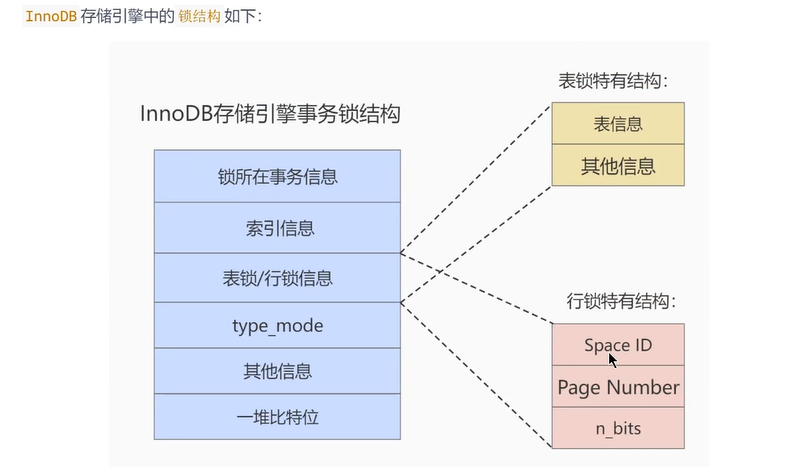 InnoDB 存储引擎中的 锁结构 如下：
InnoDB存储引擎事务锁结构
锁所在事务信息
索引信息
表锁/行锁信息
type_mode
其他信息
一堆比特位
表锁特有结构：
表信息
其他信息
行锁特有结构：
Space ID
Page Number
n_bits